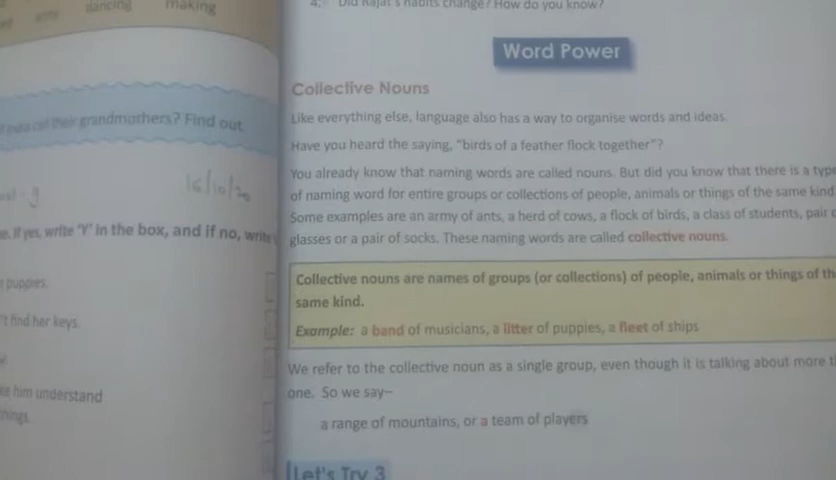 dancing making
grandmothers? Find out
16/10/20
If yes, write 'Y' in the box, and if no, write
puppies.
't find her keys.
him understand
things.
4. Did Rajat's habits change? How do you know?
Word Power
Collective Nouns
Like everything else, language also has a way to organise words and ideas.
Have you heard the saying, "birds of a feather flock together"?
You already know that naming words are called nouns. But did you know that there is a type
of naming word for entire groups or collections of people, animals or things of the same kind
Some examples are an army of ants, a herd of cows, a flock of birds, a class of students, pair o
glasses or a pair of socks. These naming words are called collective nouns.
Collective nouns are names of groups (or collections) of people, animals or things of th
same kind.
Example: a band of musicians, a litter of puppies, a fleet of ships
We refer to the collective noun as a single group, even though it is talking about more t
one. So we say–
a range of mountains, or a team of players
Let's Try 3